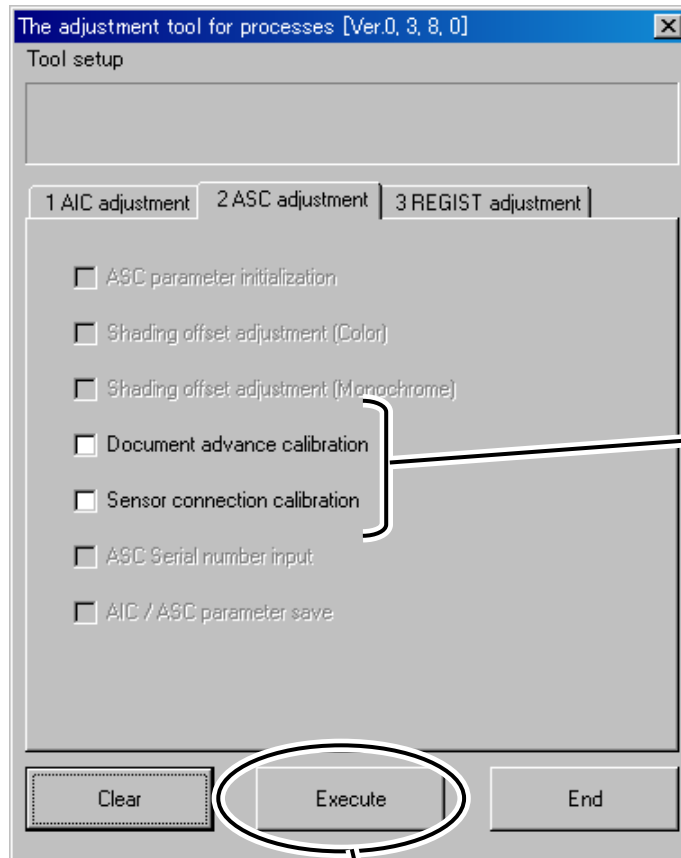 The adjustment tool for processes [Ver.0, 3, 8, 0]
Tool setup
1 AIC adjustment 2 ASC adjustment 3 REGIST adjustment
ASC parameter initialization
Shading offset adjustment (Color)
Shading offset adjustment (Monochrome)
Document advance calibration
Sensor connection calibration
ASC Serial number input
AIC / ASC parameter save
Clear Execute End